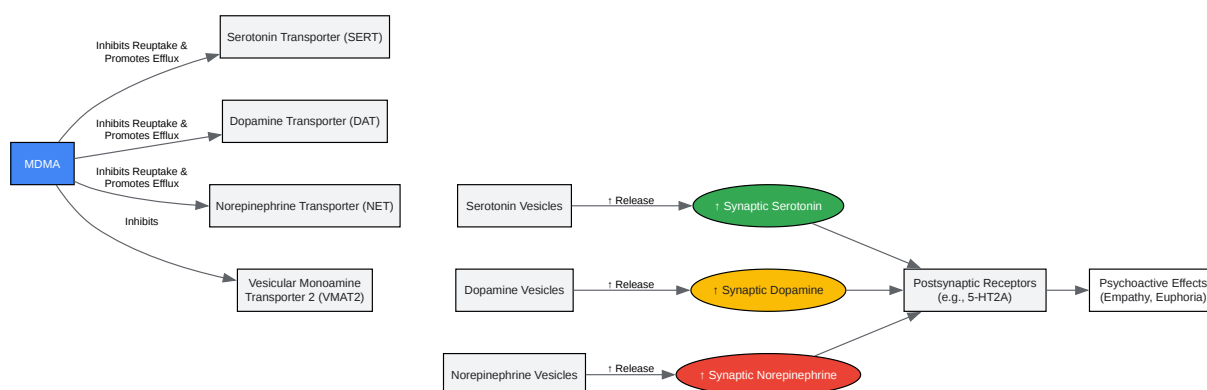 Serotonin Transporter (SERT)
Inhibits Reuptake &
Promotes Efflux
Dopamine Transporter (DAT)
Inhibits Reuptake &
Promotes Efflux
MDMA
Inhibits Reuptake &
Promotes Efflux
Norepinephrine Transporter (NET)
Inhibits
Vesicular Monoamine
Transporter 2 (VMAT2)
Serotonin Vesicles
↑ Release
↑ Synaptic Serotonin
Dopamine Vesicles
↑ Release
↑ Synaptic Dopamine
Postsynaptic Receptors
(e.g., 5-HT2A)
Psychoactive Effects
(Empathy, Euphoria)
Norepinephrine Vesicles
↑ Release
↑ Synaptic Norepinephrine